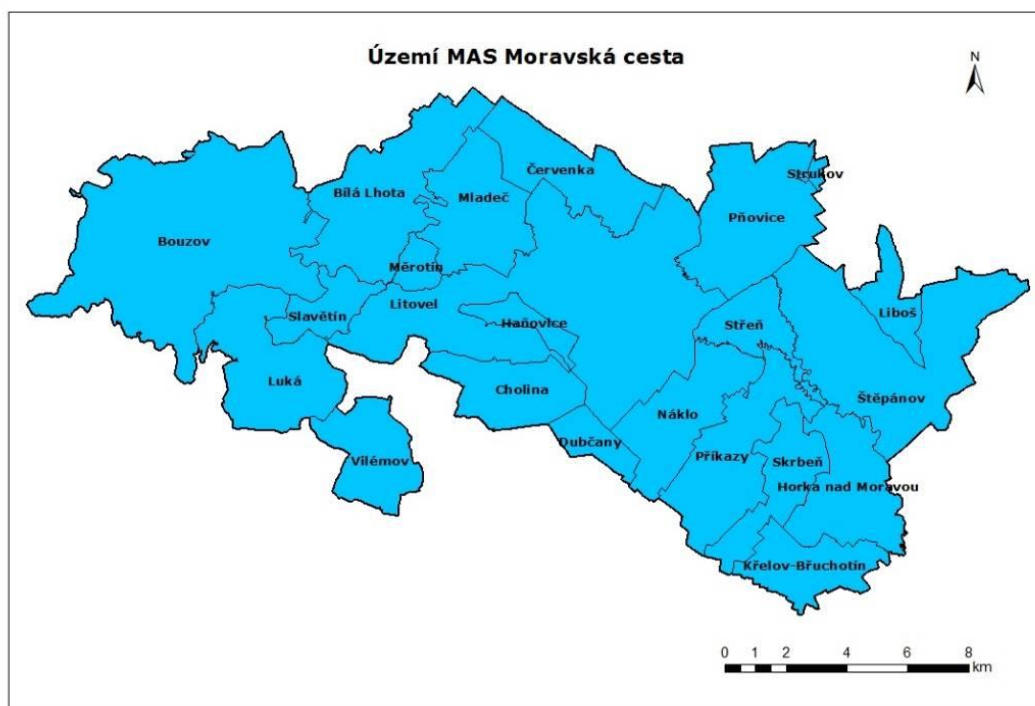 Území MAS Moravská cesta
N
Červenka
Strukov
Bílá Lhota
Mladeč
Pňovice
Bouzov
Měrotín
Litovel
Slavětín
Haňovice
Střeň
Liboš
Luká
Cholina
Štěpánov
Náklo
Dubčany
Příkazy
Vilémov
Skrbeň
Horka nad Moravou
Křelov-Břuchotín
0 1 2 4 6 8
km